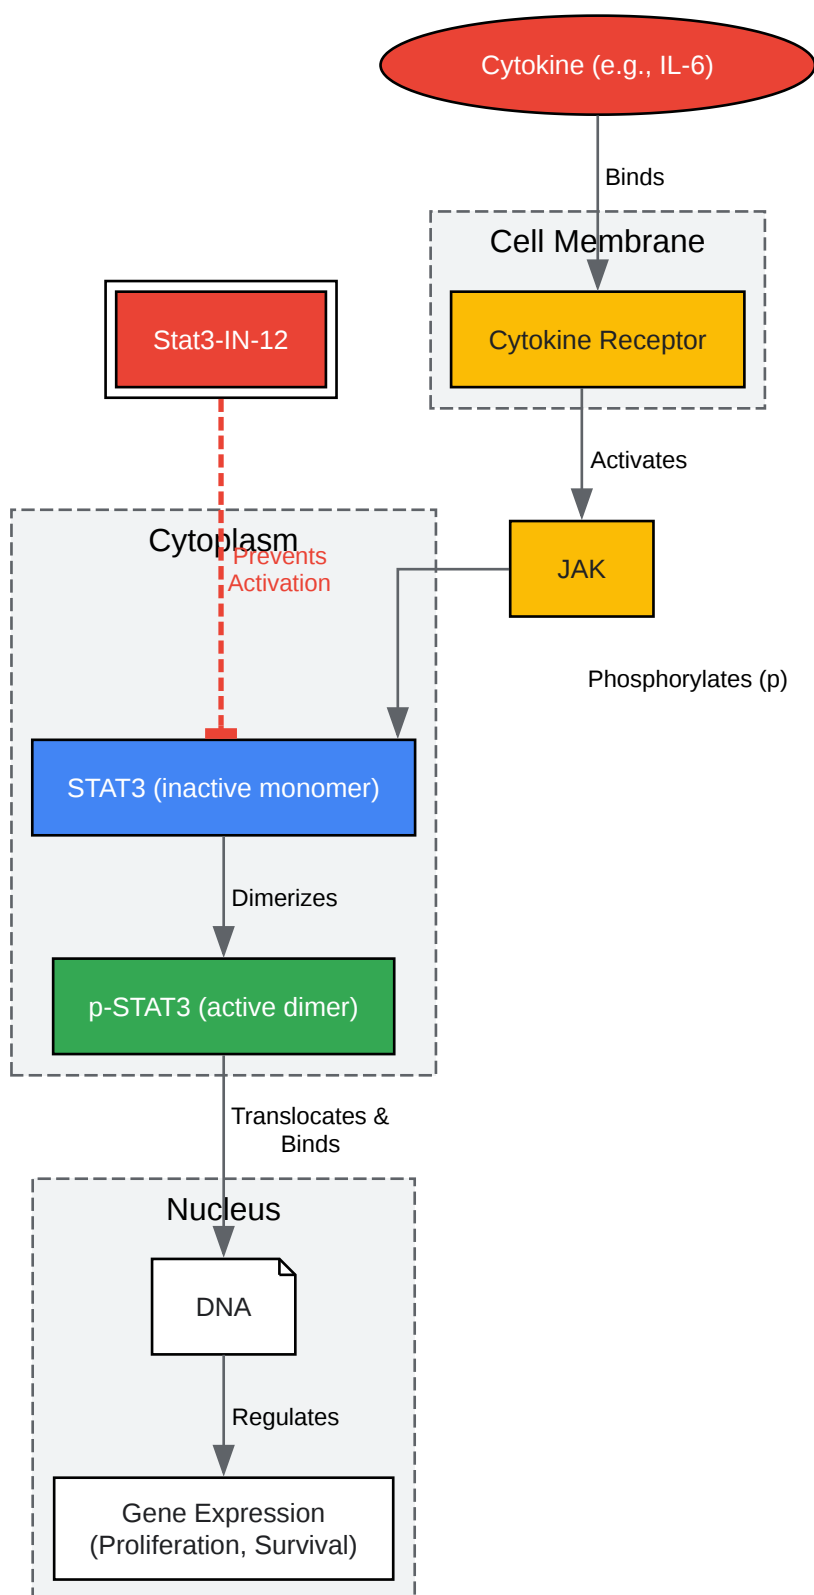 Cytokine (e.g., IL-6)
Binds
Cell Membrane
Stat3-IN-12
Cytokine Receptor
Activates
Cytoplasm
Prevents
Activation
JAK
Phosphorylates (p)
STAT3 (inactive monomer)
Dimerizes
p-STAT3 (active dimer)
Translocates &
Binds
Nucleus
DNA
Regulates
Gene Expression
(Proliferation, Survival)